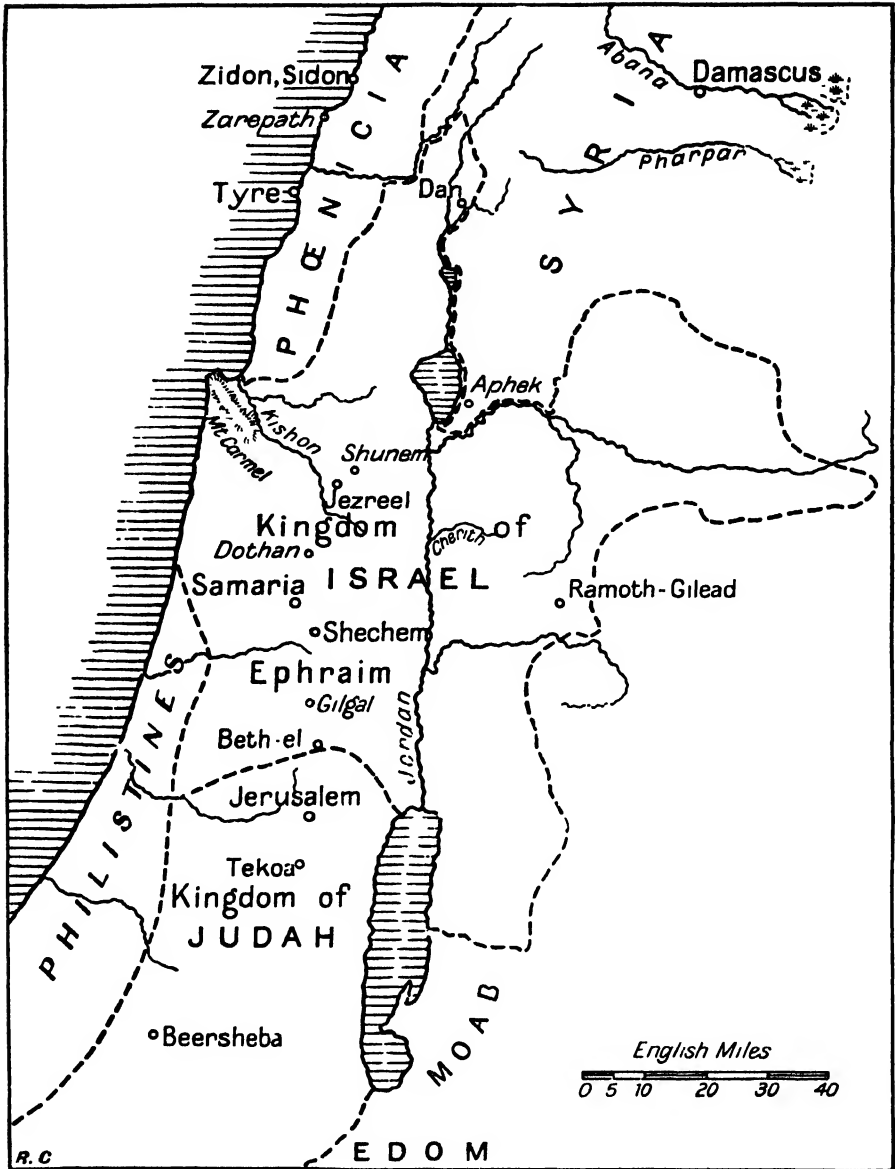 Zidon, Sidon
Zarepath
Tyre
PHŒNICIA
Abana
Damascus
Pharpar
SYRIA
Dan
Aphek
Kishon
Mt Carmel
Shunem
Jezreel
Kingdom of
ISRAEL
Cherith
Dothan
Samaria
Ramoth-Gilead
Shechem
Ephraim
Gilgal
Jordan
Beth-el
PHILISTINES
Jerusalem
Tekoa
Kingdom of
JUDAH
Beersheba
MOAB
EDOM
English Miles
0 5 10 20 30 40
R. C